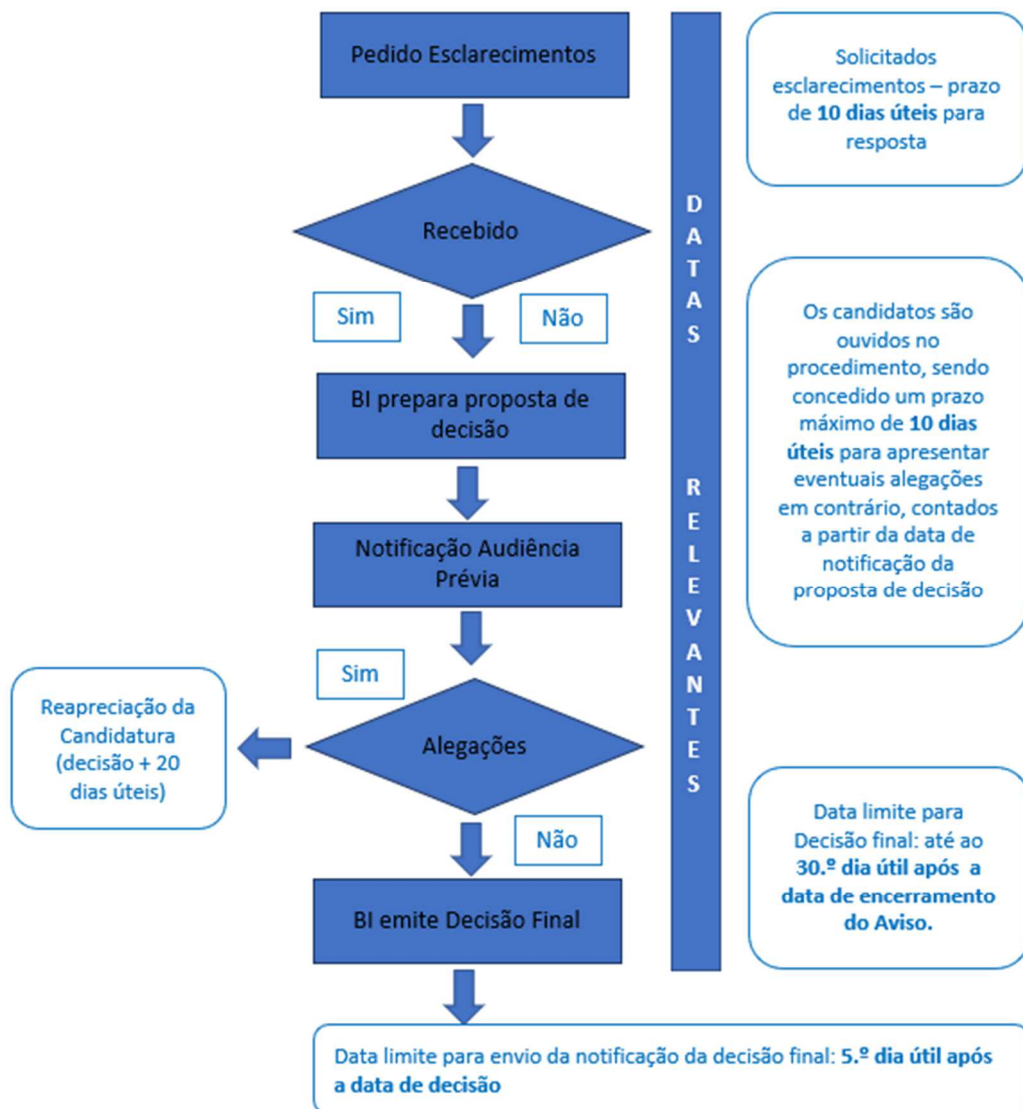 Pedido Esclarecimentos
Solicitados
esclarecimentos – prazo
de 10 dias úteis para
resposta
Recebido
Sim
Não
BI prepara proposta de
decisão
Os candidatos são
ouvidos no
procedimento, sendo
concedido um prazo
máximo de 10 dias
úteis para apresentar
eventuais alegações
em contrário, contados
a partir da data de
notificação da
proposta de decisão
Notificação Audiência
Prévia
Sim
Alegações
Reapreciação da
Candidatura
(decisão + 20
dias úteis)
Não
BI emite Decisão Final
DATAS RELEVANTES
Data limite para
Decisão final: até ao
30.º dia útil após a
data de encerramento
do Aviso.
Data limite para envio da notificação da decisão final: 5.º dia útil após
a data de decisão